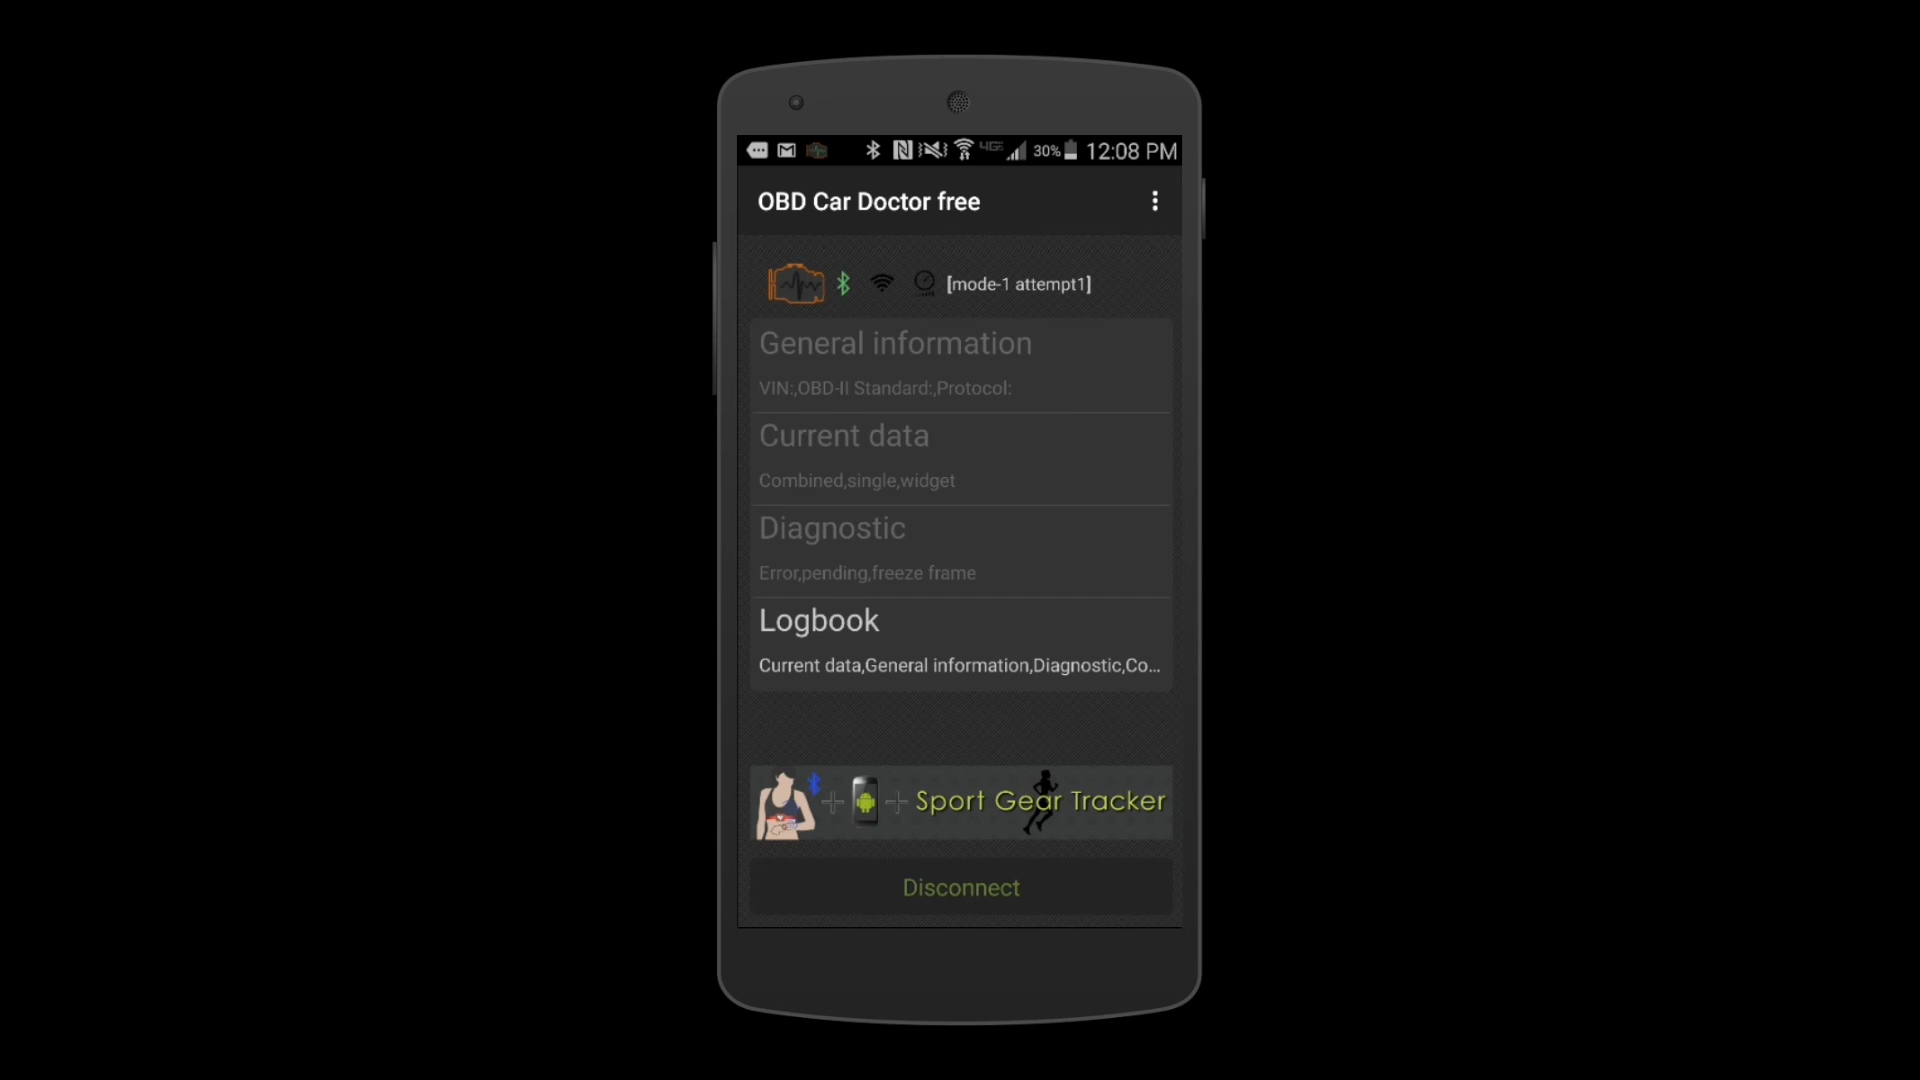 4G 30% 12:08 PM
OBD Car Doctor free
[mode-1 attempt1]
General information
VIN:,OBD-II Standard:,Protocol:
Current data
Combined,single,widget
Diagnostic
Error,pending,freeze frame
Logbook
Current data,General information,Diagnostic,Co...
Sport Gear Tracker
Disconnect